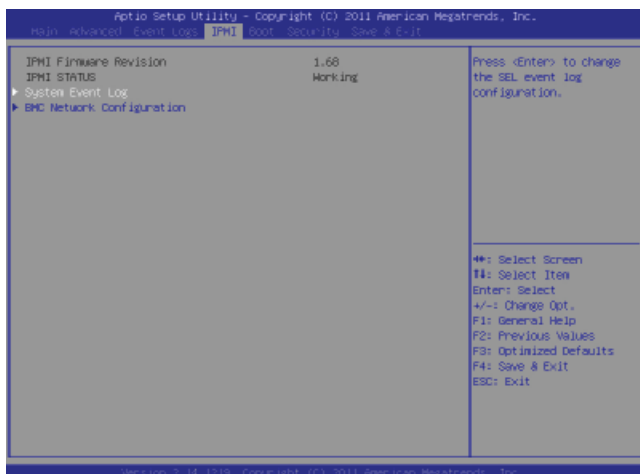 Aptio Setup Utility - Copyright (C) 2011 American Megatrends, Inc.
Main Advanced Event Logs IPMI Boot Security Save & Exit
IPMI Firmware Revision 1.68
IPMI STATUS Working
System Event Log
BMC Network Configuration
Press <Enter> to change
the SEL event log
configuration.
→←: Select Screen
↑↓: Select Item
Enter: Select
+/-: Change Opt.
F1: General Help
F2: Previous Values
F3: Optimized Defaults
F4: Save & Exit
ESC: Exit
Version 2.14.1219. Copyright (C) 2011 American Megatrends, Inc.